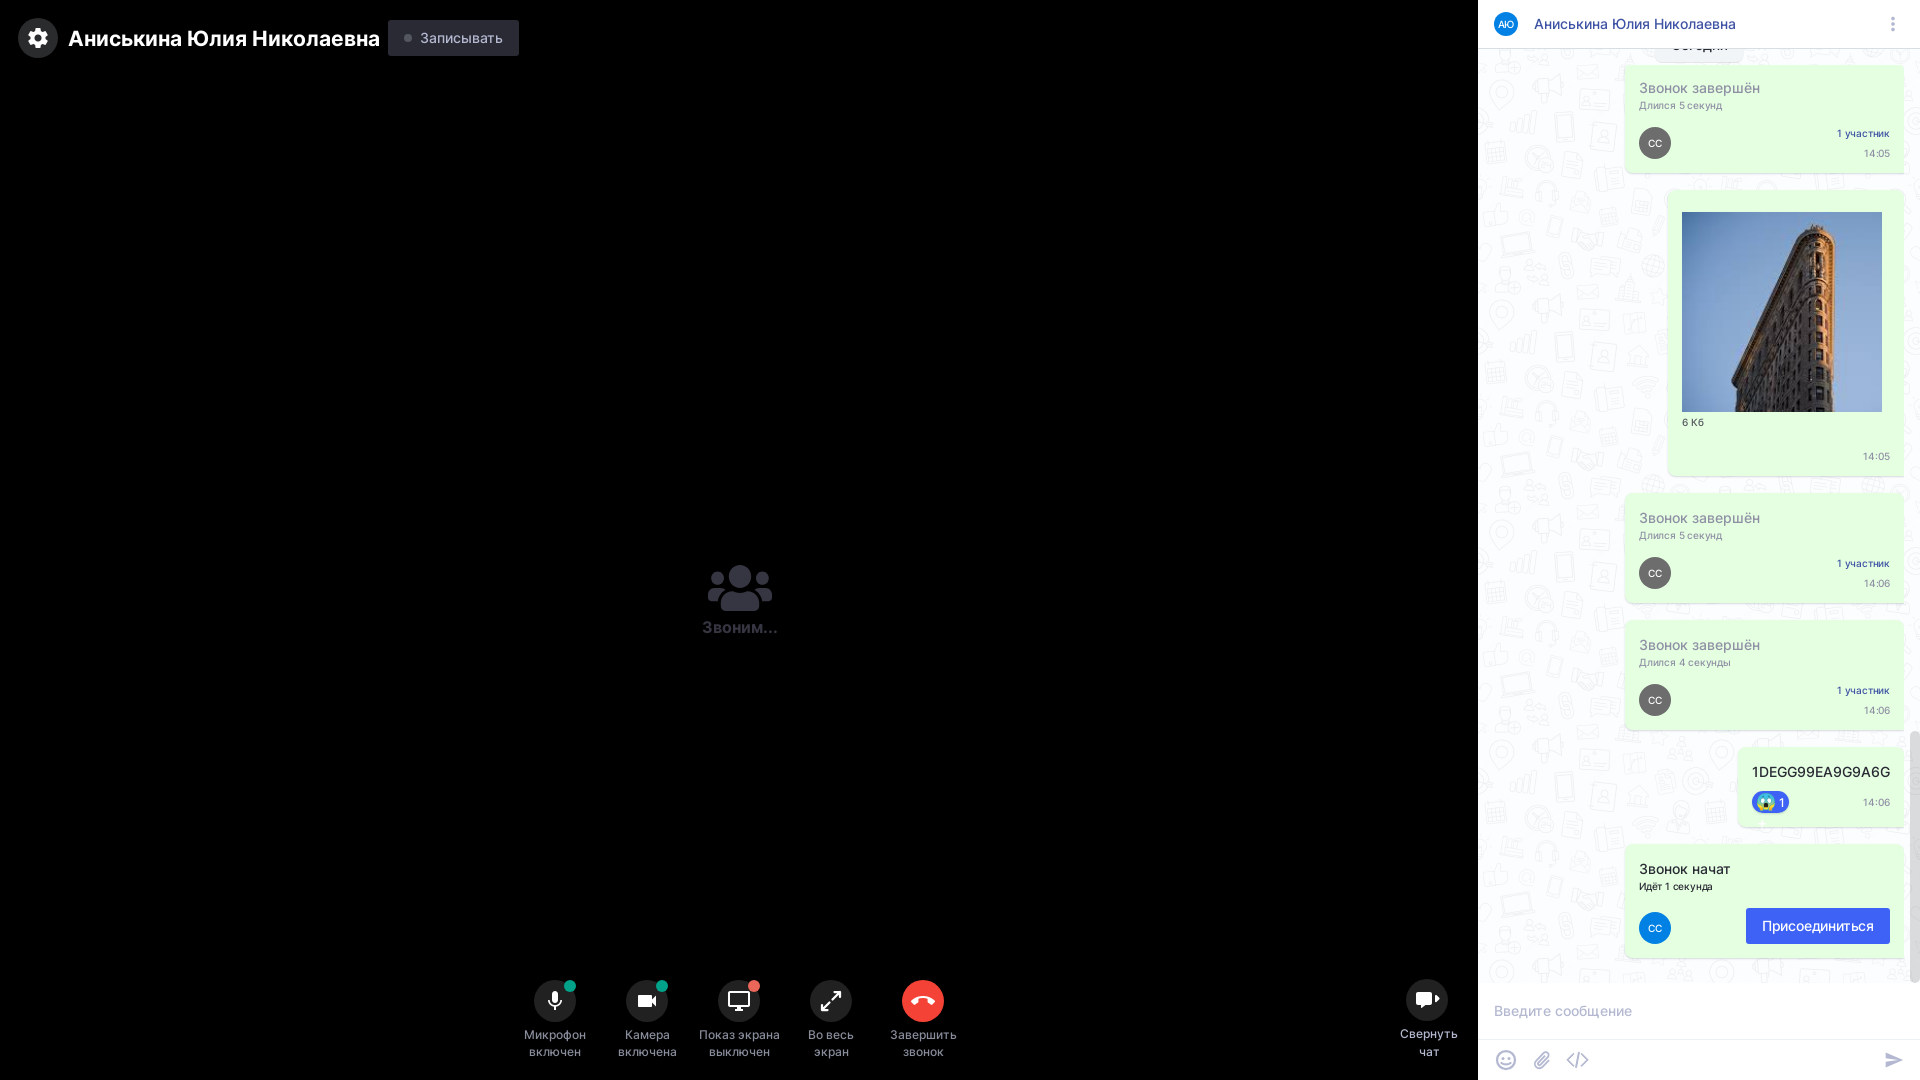 Аниськина Юлия Николаевна
Записывать
Звоним...
Микрофон
включен
Камера
включена
Показ экрана
выключен
Во весь
экран
Завершить
звонок
Свернуть
чат
АЮ
Аниськина Юлия Николаевна
Звонок завершён
Длился 5 секунд
СС
1 участник
14:05
6 Кб
14:05
Звонок завершён
Длился 5 секунд
СС
1 участник
14:06
Звонок завершён
Длился 4 секунды
СС
1 участник
14:06
1DEGG99EA9G9A6G
1
14:06
Звонок начат
Идёт 1 секунда
СС
Присоединиться
Введите сообщение